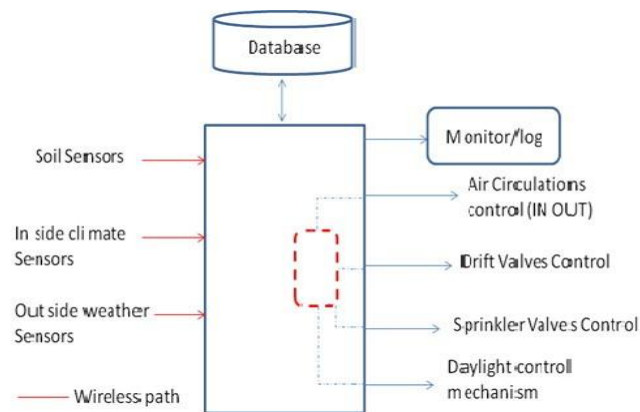 Database
Monitor/log
Soil Sensors
Air Circulations
control (IN OUT)
In side climate
Sensors
Drift Valves Control
Out side weather
Sensors
Sprinkler Valves Control
Daylight controll
mechanism
Wireless path